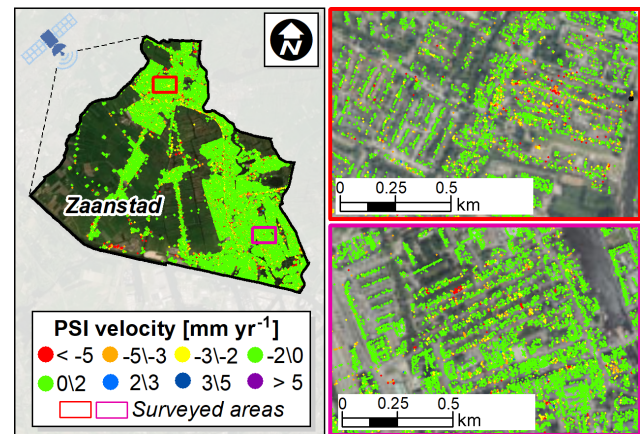 N
Zaanstad
PSI velocity [mm yr⁻¹]
< -5 -5\-3 -3\-2 -2\0
0\2 2\3 3\5 > 5
Surveyed areas
0 0.25 0.5
km
0 0.25 0.5
km